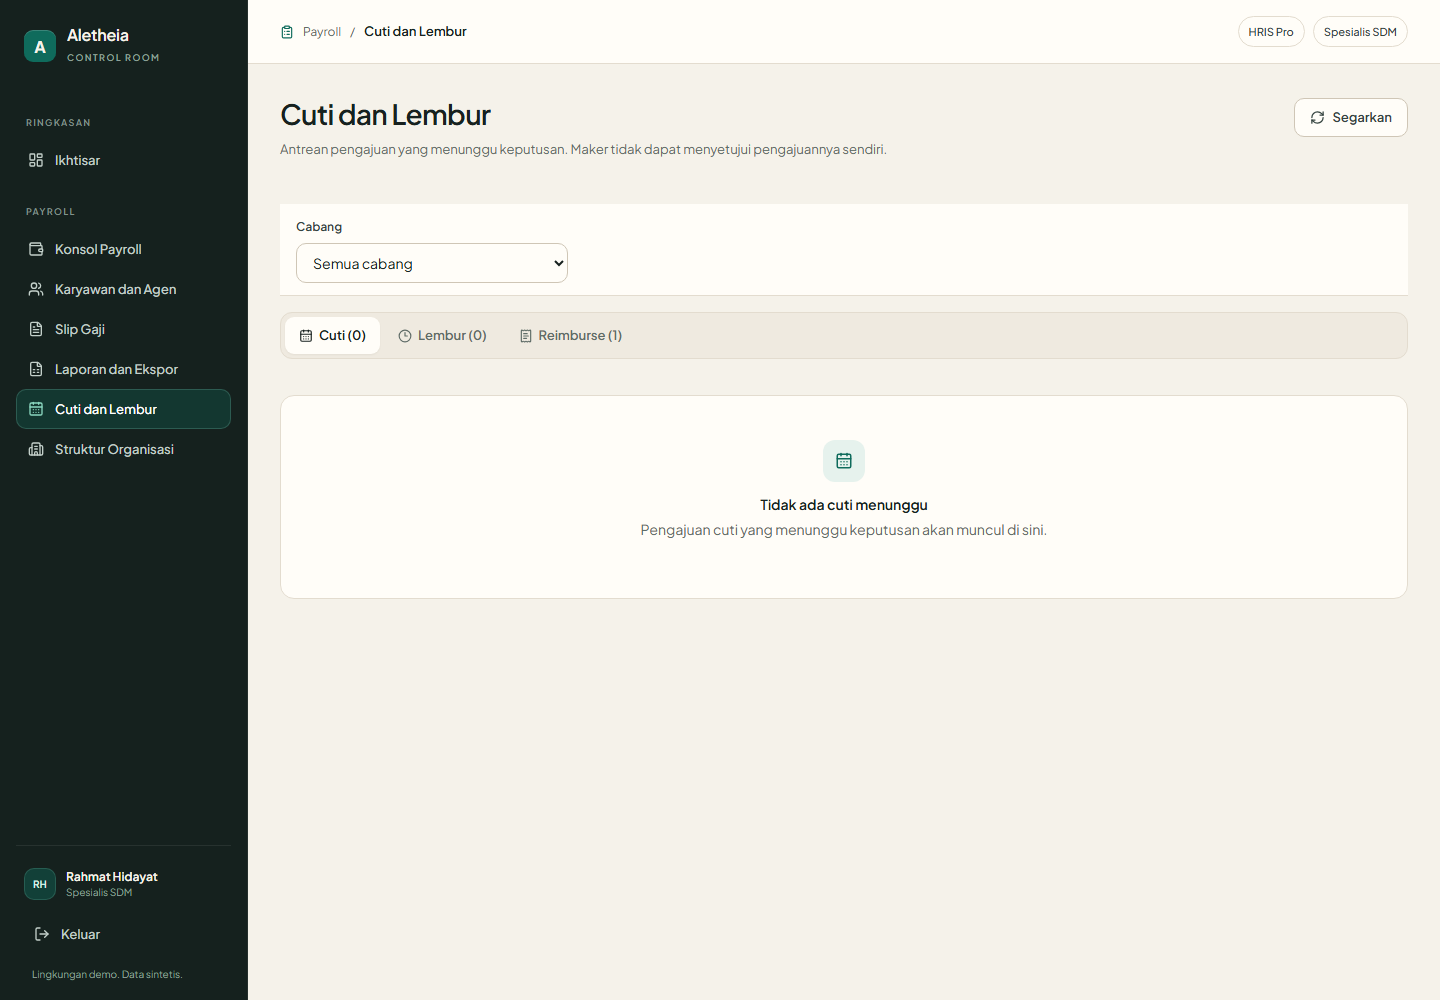 A
Aletheia
CONTROL ROOM
RINGKASAN
Ikhtisar
PAYROLL
Konsol Payroll
Karyawan dan Agen
Slip Gaji
Laporan dan Ekspor
Cuti dan Lembur
Struktur Organisasi
RH
Rahmat Hidayat
Spesialis SDM
Keluar
Lingkungan demo. Data sintetis.
Payroll / Cuti dan Lembur
HRIS Pro
Spesialis SDM
Cuti dan Lembur
Segarkan
Antrean pengajuan yang menunggu keputusan. Maker tidak dapat menyetujui pengajuannya sendiri.
Cabang
Semua cabang
Cuti (0)
Lembur (0)
Reimburse (1)
Tidak ada cuti menunggu
Pengajuan cuti yang menunggu keputusan akan muncul di sini.